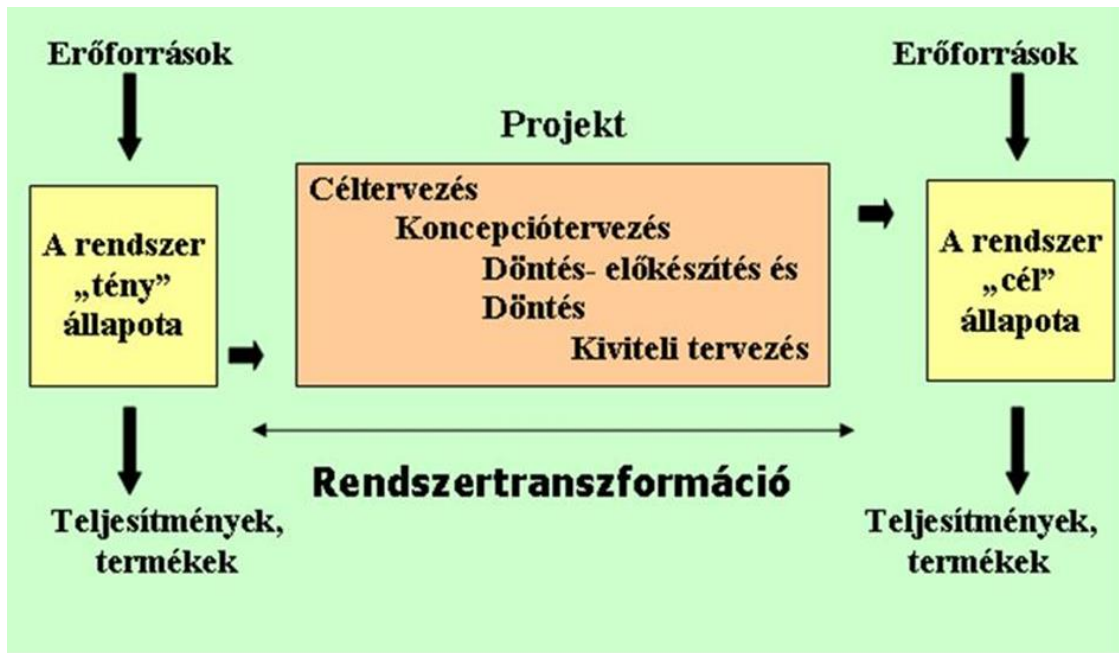 Erőforrások
A rendszer
„tény”
állapota
Teljesítmények,
termékek
Projekt
Céltervezés
Koncepciótervezés
Döntés- előkészítés és
Döntés
Kiviteli tervezés
Rendszertranszformáció
Erőforrások
A rendszer
„cél”
állapota
Teljesítmények,
termékek